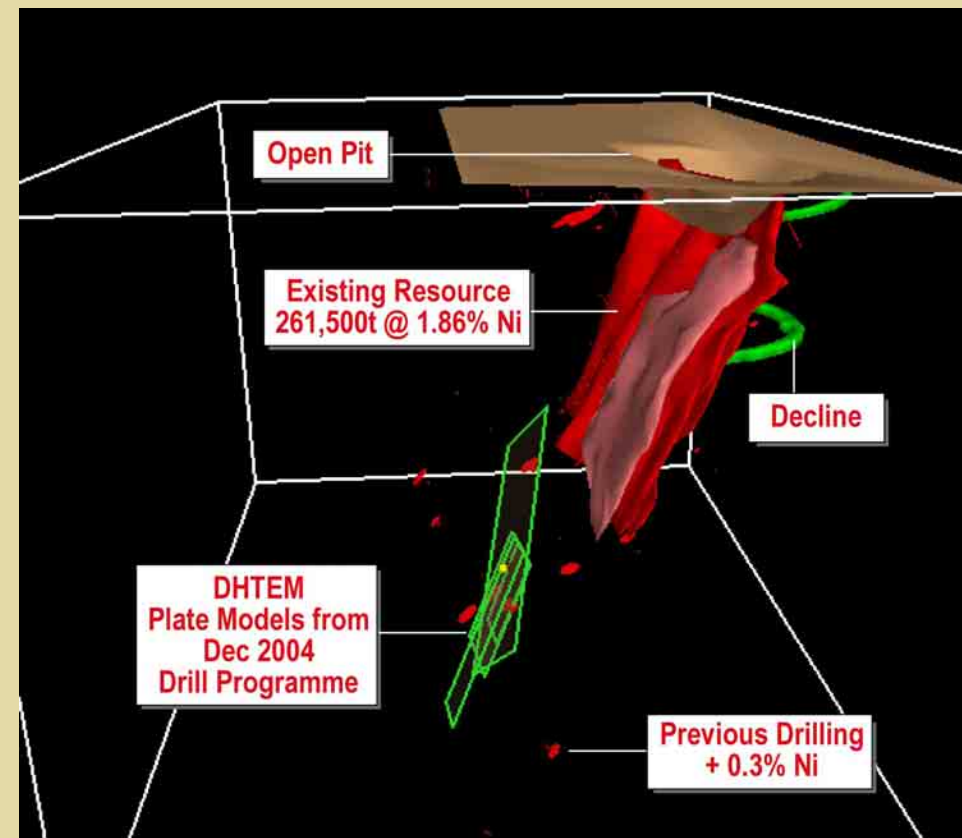 Open Pit
Existing Resource
261,500t @ 1.86% Ni
Decline
DHTEM
Plate Models from
Dec 2004
Drill Programme
Previous Drilling
+ 0.3% Ni